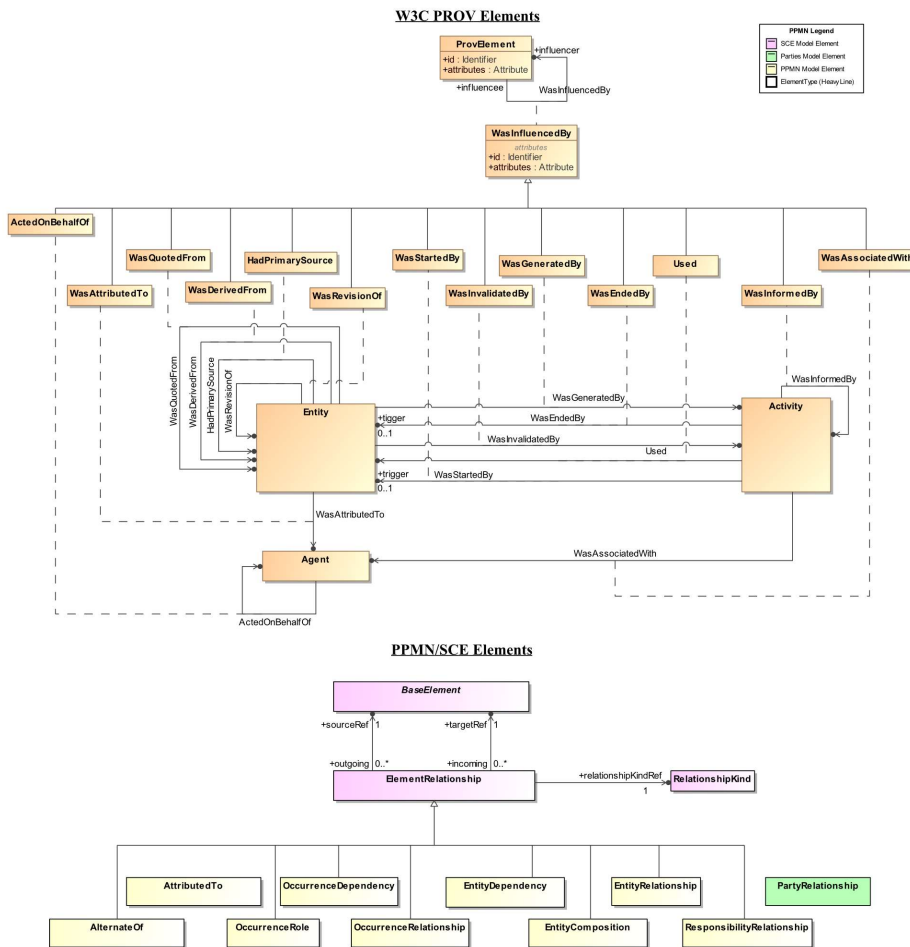 W3C PROV Elements
PPMN Legend
SCE Model Element
Parties Model Element
PPMN Model Element
ElementType (Heavy Line)
ProvElement
+id : Identifier
+attributes : Attribute
+influencer
+influencee
WasInfluencedBy
WasInfluencedBy
attributes
+id : Identifier
+attributes : Attribute
ActedOnBehalfOf
WasAttributedTo
WasQuotedFrom
WasDerivedFrom
HadPrimarySource
WasRevisionOf
WasStartedBy
WasInvalidatedBy
WasGeneratedBy
WasEndedBy
Used
WasInformedBy
WasAssociatedWith
WasQuotedFrom
WasDerivedFrom
HadPrimarySource
WasRevisionOf
Entity
Activity
WasInformedBy
WasGeneratedBy
+tigger
WasEndedBy
0..1
WasInvalidatedBy
Used
+trigger
WasStartedBy
0..1
WasAttributedTo
WasAssociatedWith
Agent
ActedOnBehalfOf
PPMN/SCE Elements
BaseElement
+sourceRef 1
+targetRef 1
+outgoing 0..*
+incoming 0..*
ElementRelationship
+relationshipKindRef
1
RelationshipKind
AttributedTo
OccurrenceDependency
EntityDependency
EntityRelationship
PartyRelationship
AlternateOf
OccurrenceRole
OccurrenceRelationship
EntityComposition
ResponsibilityRelationship